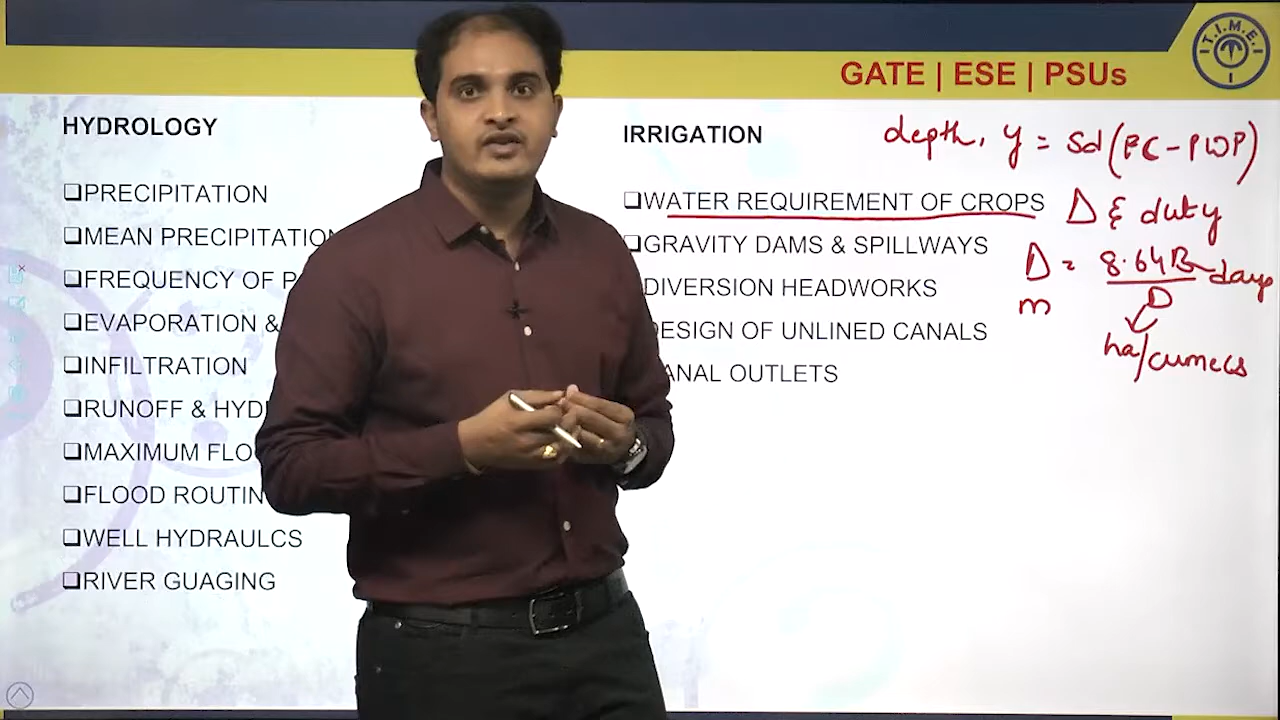 T.I.M.E.
GATE | ESE | PSUs
HYDROLOGY
❑PRECIPITATION
❑MEAN PRECIPITATION
❑FREQUENCY OF P
❑EVAPORATION &
❑INFILTRATION
❑RUNOFF & HYD
❑MAXIMUM FLO
❑FLOOD ROUTIN
❑WELL HYDRAULCS
❑RIVER GUAGING
IRRIGATION
❑WATER REQUIREMENT OF CROPS
❑GRAVITY DAMS & SPILLWAYS
DIVERSION HEADWORKS
DESIGN OF UNLINED CANALS
ANAL OUTLETS
depth, y = Sd (FC - PWP)
Δ & duty
Δ = 8.64B days
m D
ha/cumecs